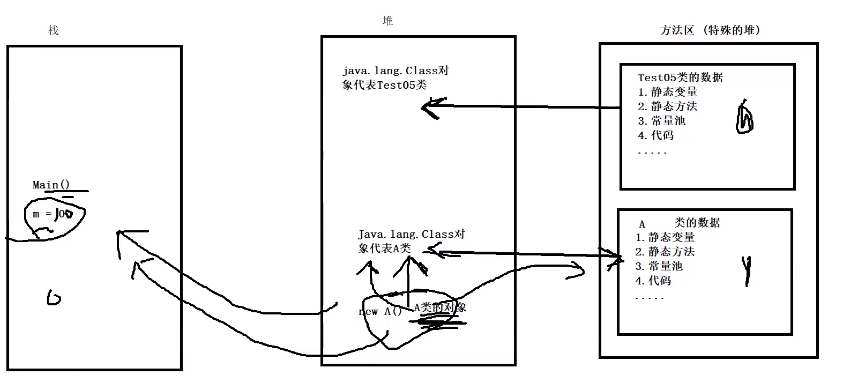 栈
堆
方法区 (特殊的堆)
java.lang.Class对
象代表Test05类
Test05类的数据
1.静态变量
2.静态方法
3.常量池
4.代码
.....
Main()
m =
Java.lang.Class对
象代表A类
A 类的数据
1.静态变量
2.静态方法
3.常量池
4.代码
.....
new A() A类的对象